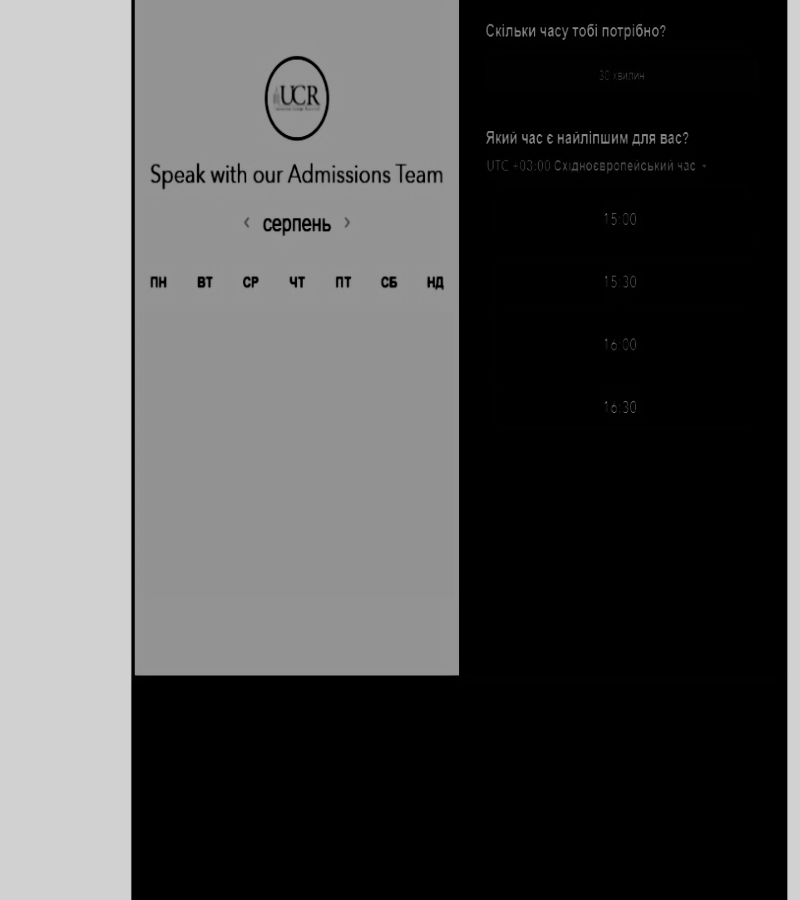 UCR
Speak with our Admissions Team
‹ серпень ›
ПН ВТ СР ЧТ ПТ СБ НД
Скільки часу тобі потрібно?
30 хвилин
Який час є найліпшим для вас?
UTC +03:00 Східноєвропейський час
15:00
15:30
16:00
16:30